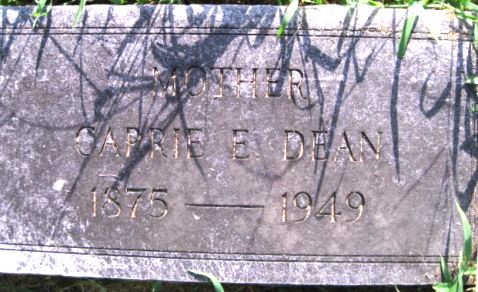 MOTHER
CARRIE E. DEAN
1875 — 1949